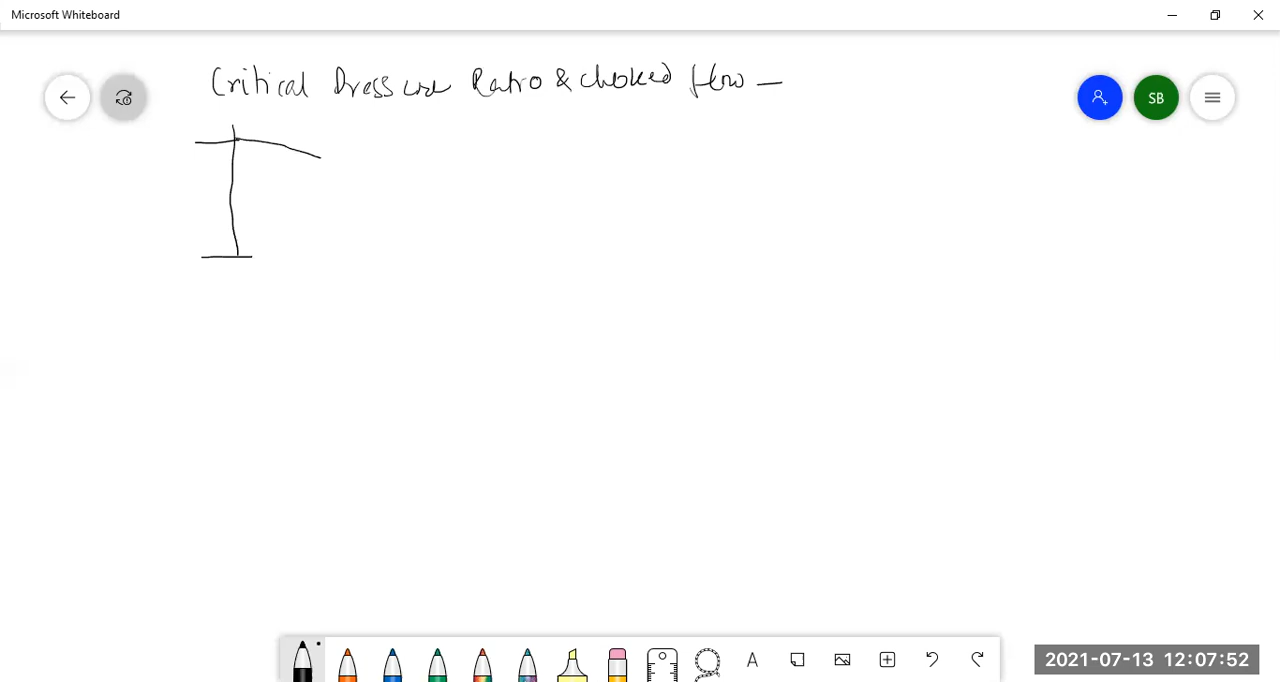 Microsoft Whiteboard
Critical Pressure Ratio & choked flow —
SB
A
2021-07-13 12:07:52